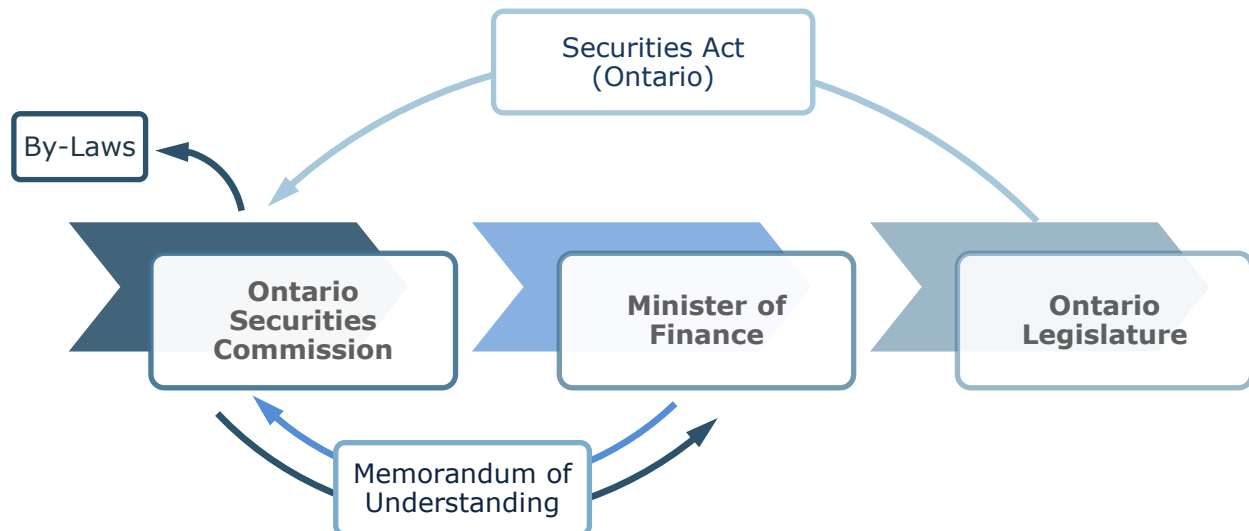 Securities Act
(Ontario)
By-Laws
Ontario
Securities
Commission
Minister of
Finance
Ontario
Legislature
Memorandum of
Understanding